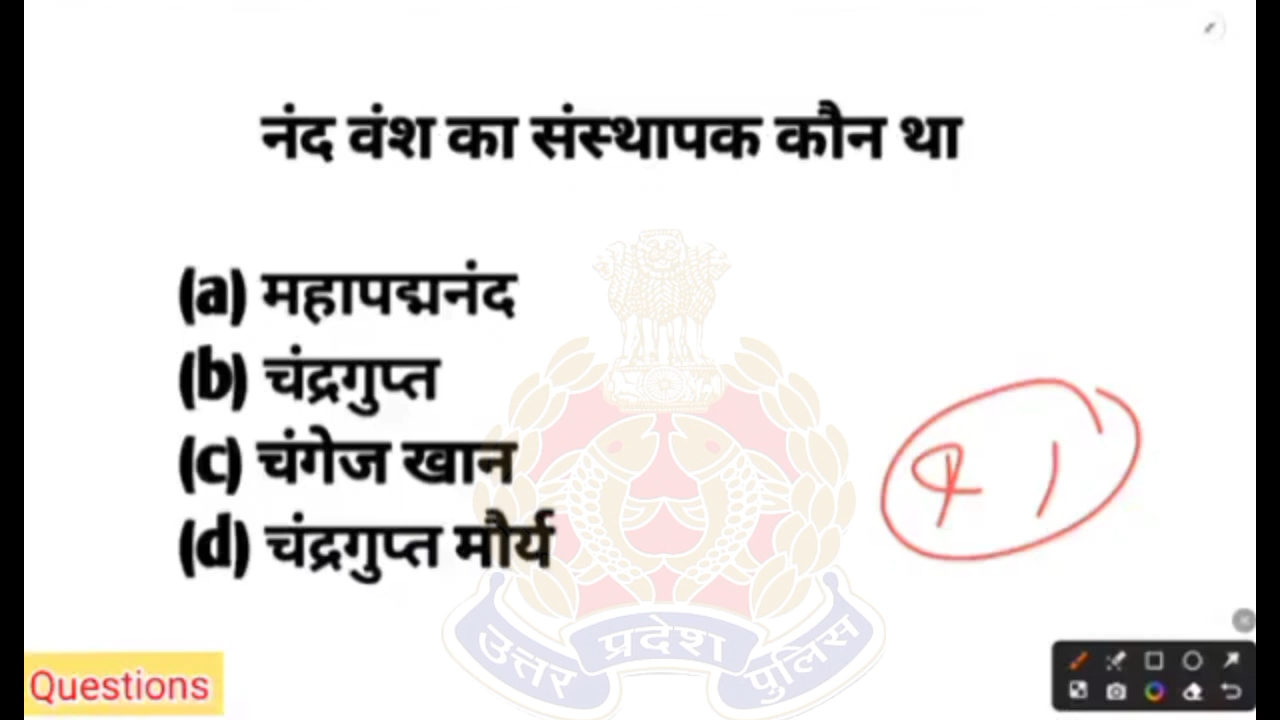 नंद वंश का संस्थापक कौन था
(a) महापद्मनंद
(b) चंद्रगुप्त
(c) चंगेज खान
(d) चंद्रगुप्त मौर्य
उत्तर प्रदेश पुलिस
Questions